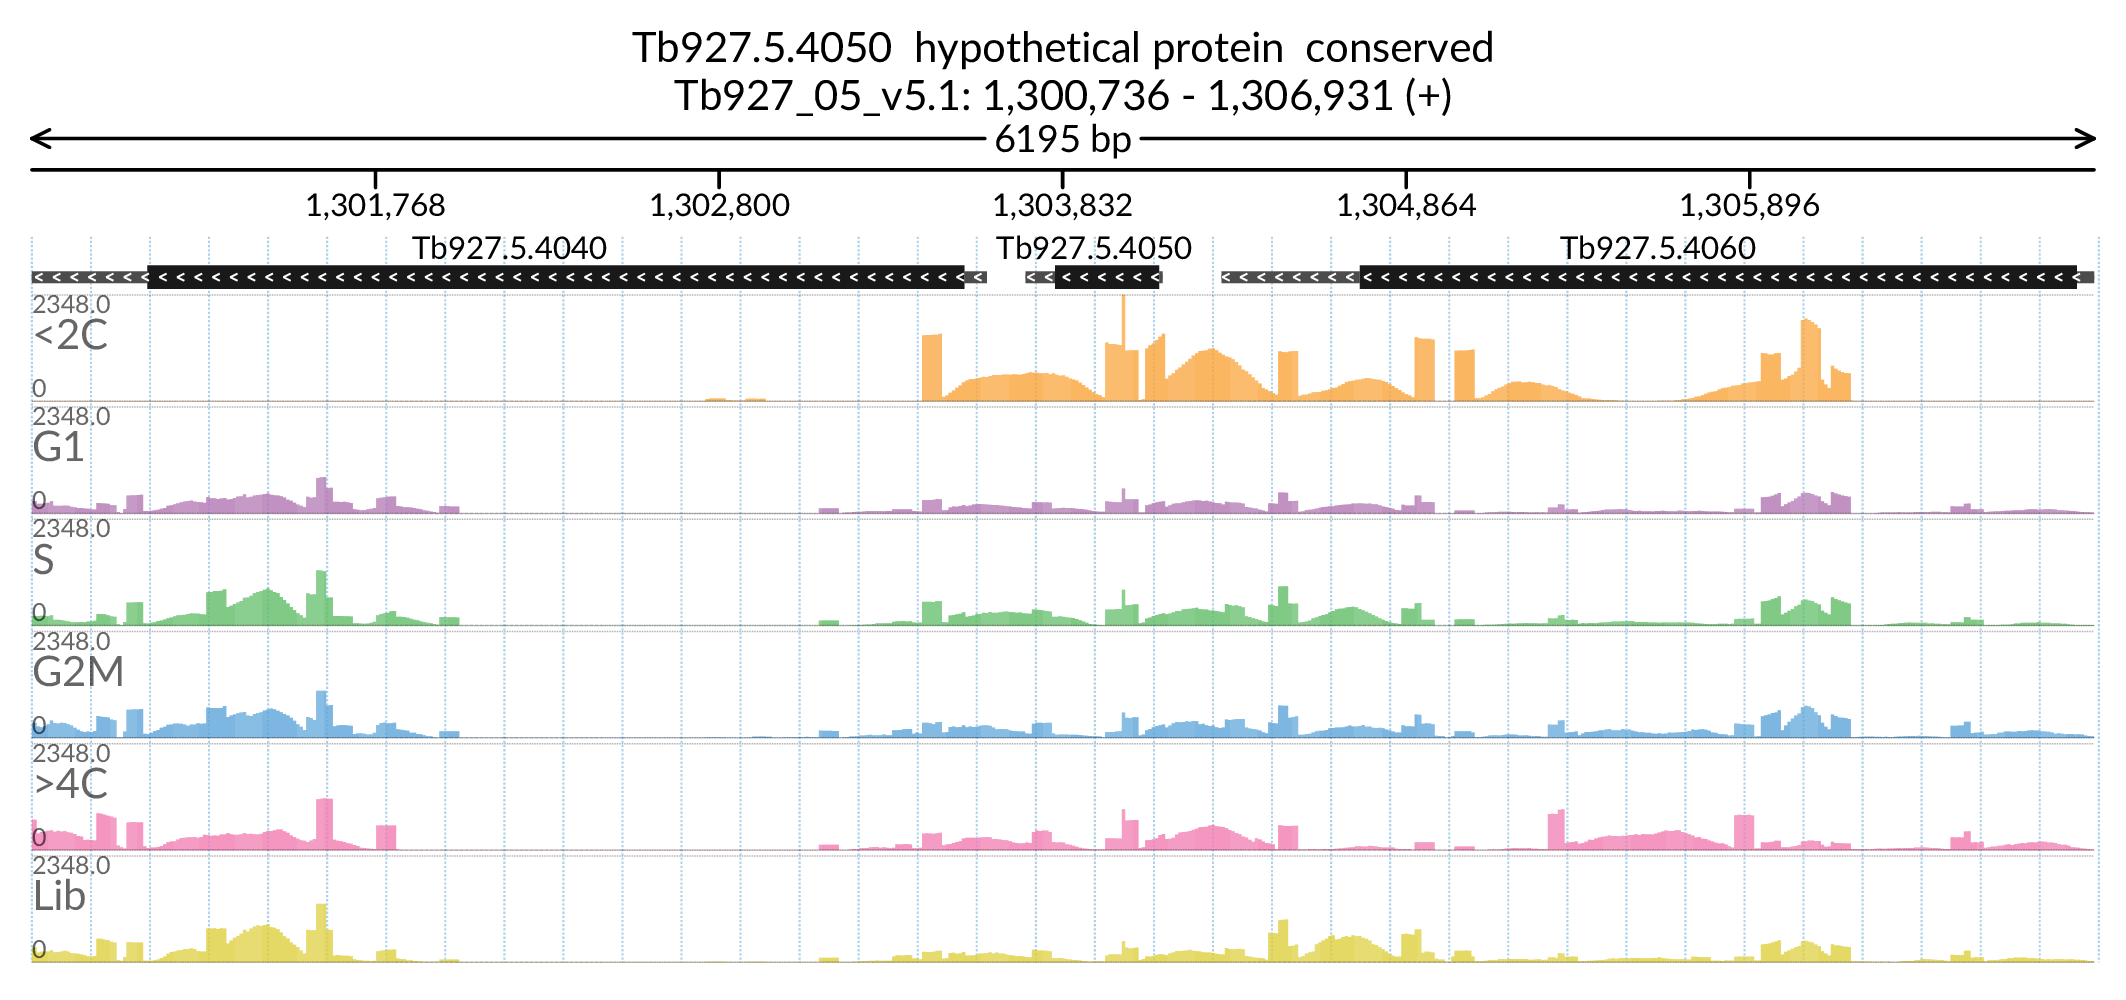 Tb927.5.4050  hypothetical protein  conserved
Tb927_05_v5.1: 1,300,736 - 1,306,931 (+)
6195 bp
1,301,768 1,302,800 1,303,832 1,304,864 1,305,896
Tb927.5.4040 Tb927.5.4050 Tb927.5.4060
2348.0
<2C
0
2348.0
G1
0
2348.0
S
0
2348.0
G2M
0
2348.0
>4C
0
2348.0
Lib
0